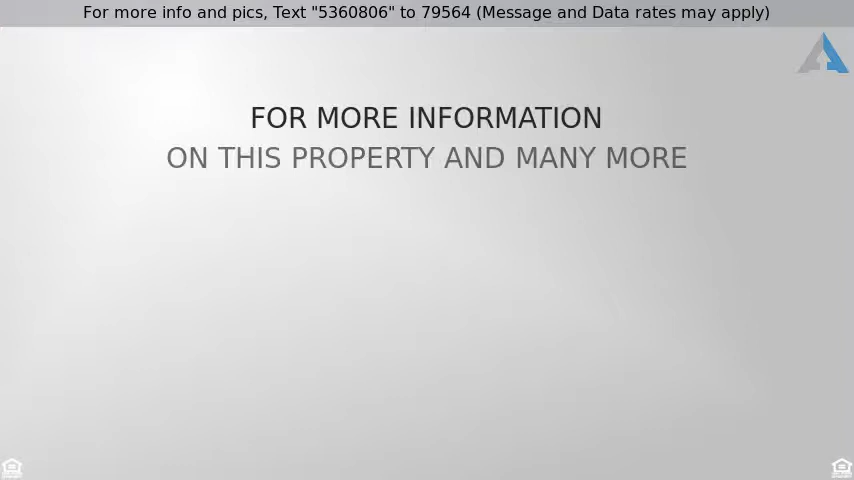 For more info and pics, Text "5360806" to 79564 (Message and Data rates may apply)
FOR MORE INFORMATION
ON THIS PROPERTY AND MANY MORE